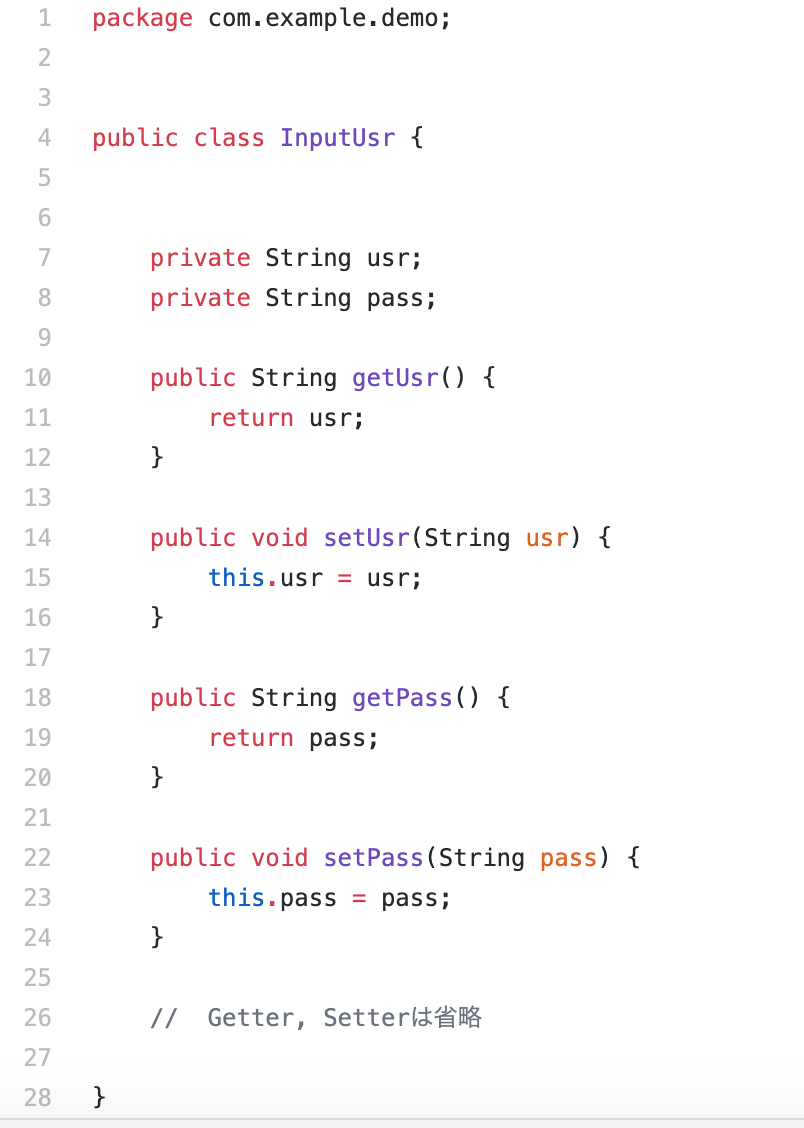 1 package com.example.demo;
2
3
4 public class InputUsr {
5
6
7     private String usr;
8     private String pass;
9
10     public String getUsr() {
11         return usr;
12     }
13
14     public void setUsr(String usr) {
15         this.usr = usr;
16     }
17
18     public String getPass() {
19         return pass;
20     }
21
22     public void setPass(String pass) {
23         this.pass = pass;
24     }
25
26     //  Getter, Setterは省略
27
28 }